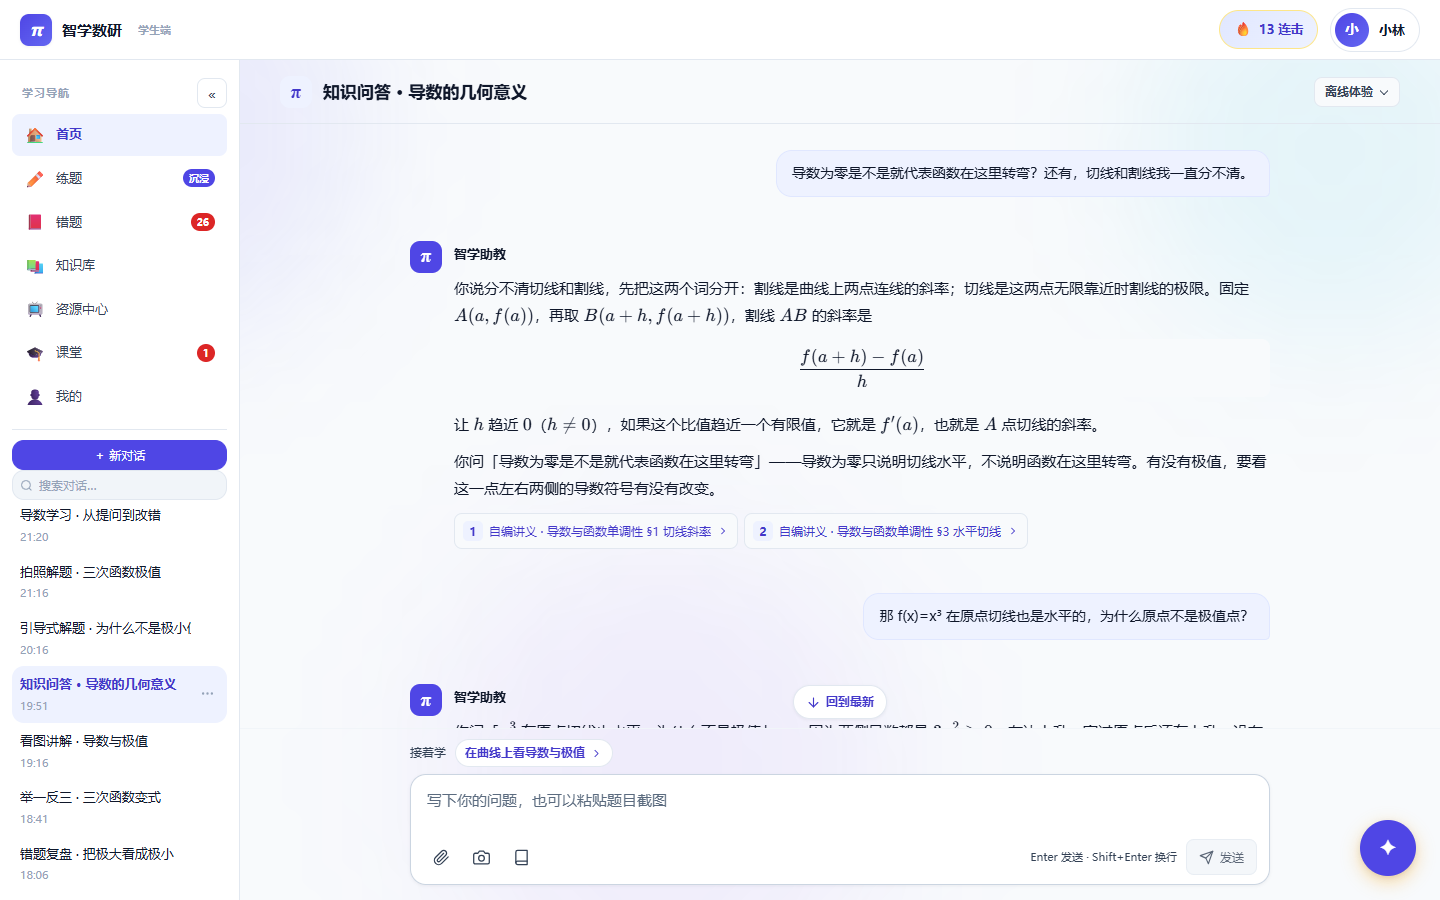 π 智学数研 学生端
13 连击
小 小林
学习导航 «
首页
练题 沉浸
错题 26
知识库
资源中心
课堂 1
我的
+ 新对话
搜索对话...
导数学习 · 从提问到改错
21:20
拍照解题 · 三次函数极值
21:16
引导式解题 · 为什么不是极小
20:16
知识问答 · 导数的几何意义 ...
19:51
看图讲解 · 导数与极值
19:16
举一反三 · 三次函数变式
18:41
错题复盘 · 把极大看成极小
18:06
π 知识问答 · 导数的几何意义
离线体验
导数为零是不是就代表函数在这里转弯？还有，切线和割线我一直分不清。
π 智学助教
你说分不清切线和割线，先把这两个词分开：割线是曲线上两点连线的斜率；切线是这两点无限靠近时割线的极限。固定
A(a, f(a))，再取 B(a + h, f(a + h))，割线 AB 的斜率是
f(a + h) − f(a)
h
让 h 趋近 0（h ≠ 0），如果这个比值趋近一个有限值，它就是 f′(a)，也就是 A 点切线的斜率。
你问「导数为零是不是就代表函数在这里转弯」——导数为零只说明切线水平，不说明函数在这里转弯。有没有极值，要看
这一点左右两侧的导数符号有没有改变。
1 自编讲义 · 导数与函数单调性 §1 切线斜率 ›
2 自编讲义 · 导数与函数单调性 §3 水平切线 ›
那 f(x)=x³ 在原点切线也是水平的，为什么原点不是极值点？
π 智学助教
↓ 回到最新
接着学 在曲线上看导数与极值 ›
写下你的问题，也可以粘贴题目截图
Enter 发送 · Shift+Enter 换行 发送